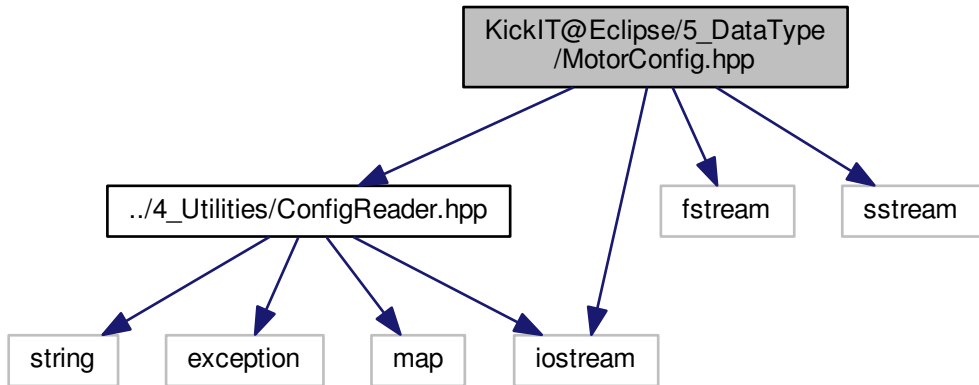 KickIT@Eclipse/5_DataType
/MotorConfig.hpp
../4_Utilities/ConfigReader.hpp
fstream
sstream
string
exception
map
iostream